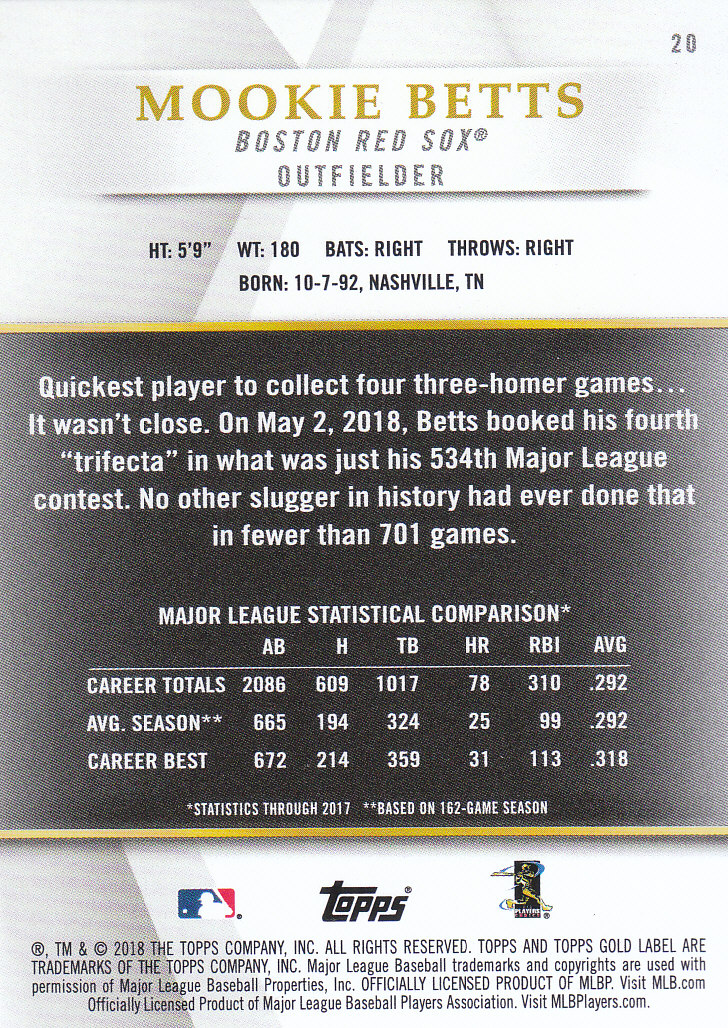 20
MOOKIE BETTS
BOSTON RED SOX®
OUTFIELDER
HT: 5'9" WT: 180 BATS: RIGHT THROWS: RIGHT
BORN: 10-7-92, NASHVILLE, TN
Quickest player to collect four three-homer games...
It wasn't close. On May 2, 2018, Betts booked his fourth
“trifecta” in what was just his 534th Major League
contest. No other slugger in history had ever done that
in fewer than 701 games.
MAJOR LEAGUE STATISTICAL COMPARISON*
AB H TB HR RBI AVG
CAREER TOTALS 2086 609 1017 78 310 .292
AVG. SEASON** 665 194 324 25 99 .292
CAREER BEST 672 214 359 31 113 .318
*STATISTICS THROUGH 2017 **BASED ON 162-GAME SEASON
topps®
PLAYERS
®, TM & © 2018 THE TOPPS COMPANY, INC. ALL RIGHTS RESERVED. TOPPS AND TOPPS GOLD LABEL ARE
TRADEMARKS OF THE TOPPS COMPANY, INC. Major League Baseball trademarks and copyrights are used with
permission of Major League Baseball Properties, Inc. OFFICIALLY LICENSED PRODUCT OF MLBP. Visit MLB.com
Officially Licensed Product of Major League Baseball Players Association. Visit MLBPlayers.com.